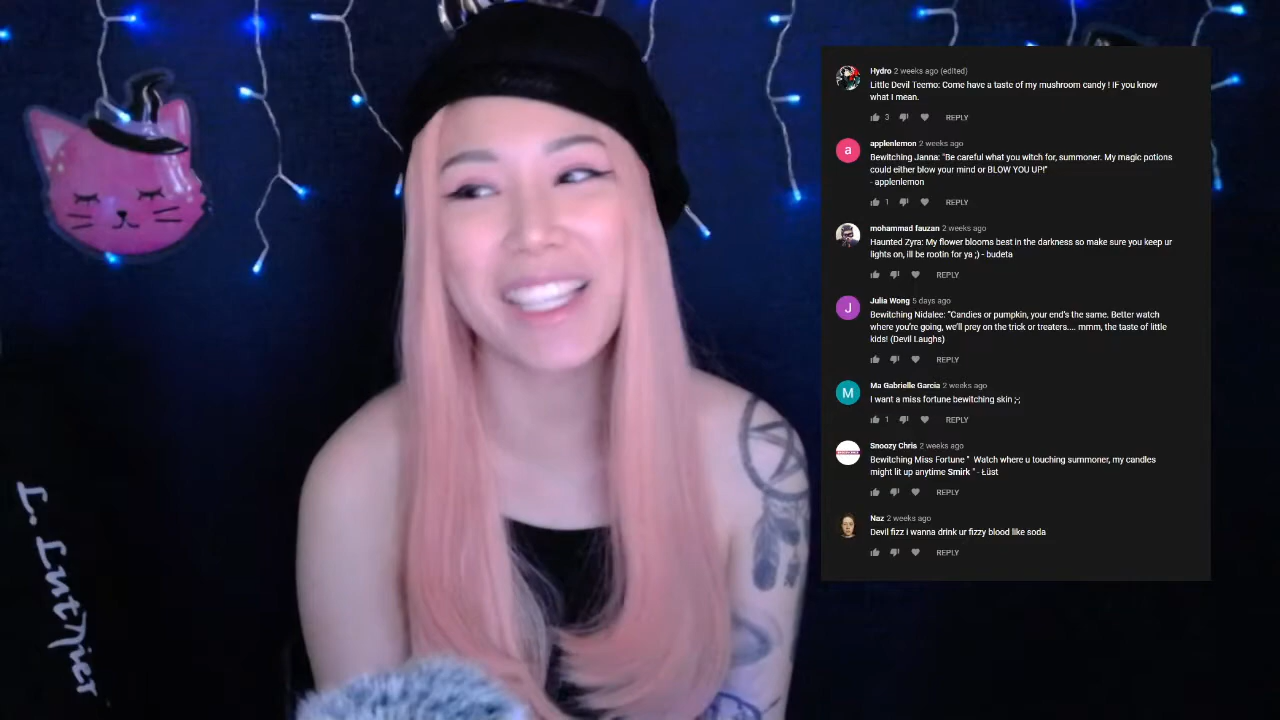 L. Luthier
Hydro 2 weeks ago (edited)
Little Devil Teemo: Come have a taste of my mushroom candy ! IF you know
what I mean.
3 REPLY
a
applenlemon 2 weeks ago
Bewitching Janna: "Be careful what you witch for, summoner. My magic potions
could either blow your mind or BLOW YOU UP!"
- applenlemon
1 REPLY
mohammad fauzan 2 weeks ago
Haunted Zyra: My flower blooms best in the darkness so make sure you keep ur
lights on, ill be rootin for ya ;) - budeta
REPLY
J
Julia Wong 5 days ago
Bewitching Nidalee: "Candies or pumpkin, your end's the same. Better watch
where you're going, we'll prey on the trick or treaters.... mmm, the taste of little
kids! (Devil Laughs)
REPLY
M
Ma Gabrielle Garcia 2 weeks ago
I want a miss fortune bewitching skin ;-;
1 REPLY
Snoozy Chris 2 weeks ago
Bewitching Miss Fortune " Watch where u touching summoner, my candles
might lit up anytime Smirk " - Łüst
REPLY
Naz 2 weeks ago
Devil fizz i wanna drink ur fizzy blood like soda
REPLY